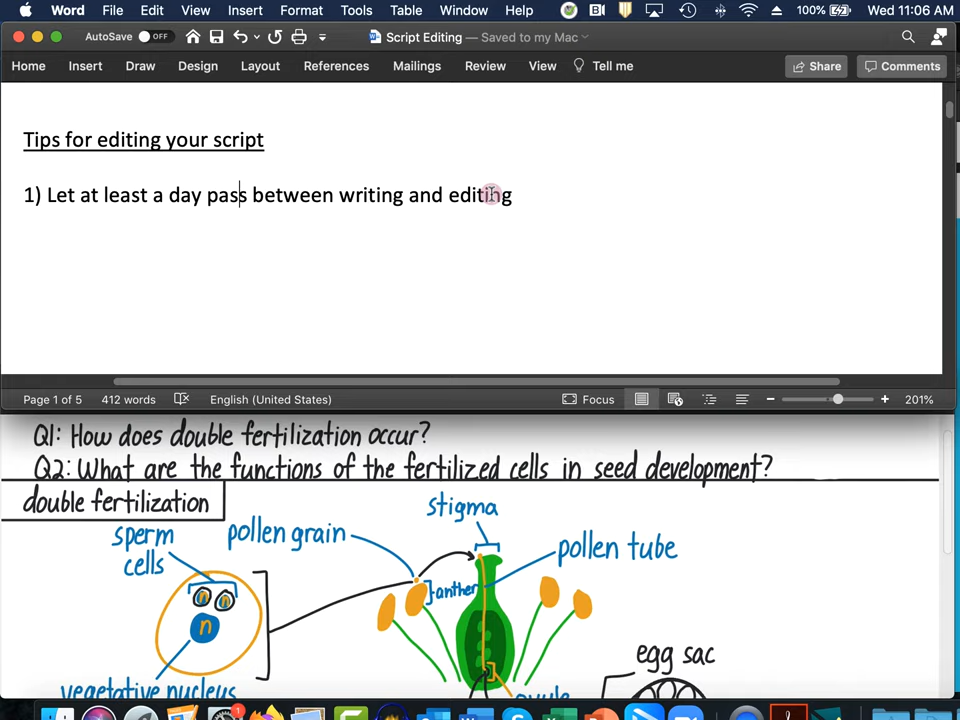 Word File Edit View Insert Format Tools Table Window Help 100% Wed 11:06 AM
AutoSave OFF Script Editing — Saved to my Mac
Home Insert Draw Design Layout References Mailings Review View Tell me Share Comments
Tips for editing your script
1) Let at least a day pass between writing and editing
Page 1 of 5 412 words English (United States) Focus 201%
Q1: How does double fertilization occur?
Q2: What are the functions of the fertilized cells in seed development?
double fertilization
stigma
sperm
cells
pollen grain
pollen tube
anther
n
n
n
egg sac
vegetative nucleus
ovule
1